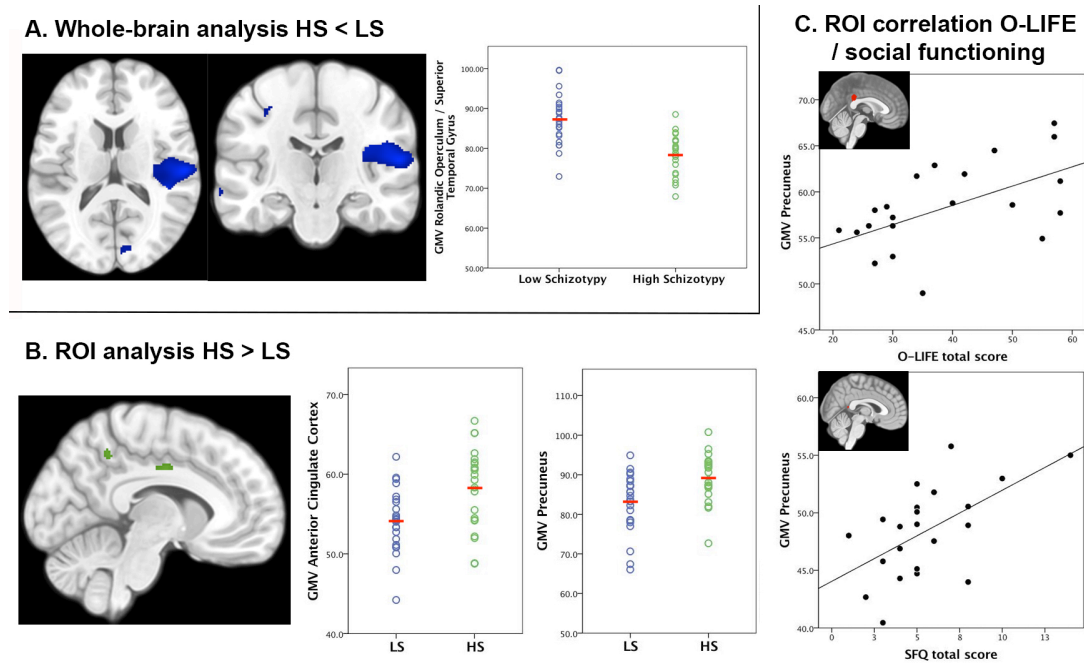 A. Whole-brain analysis HS < LS
GMV Rolandic Operculum / Superior
Temporal Gyrus
100.00
90.00
80.00
70.00
60.00
50.00
Low Schizotypy
High Schizotypy
B. ROI analysis HS > LS
GMV Anterior Cingulate Cortex
70.0
60.0
50.0
40.0
LS
HS
GMV Precuneus
110.0
100.0
90.0
80.0
70.0
60.0
50.0
LS
HS
C. ROI correlation O-LIFE
/ social functioning
GMV Precuneus
70.0
65.0
60.0
55.0
50.0
45.0
20
30
40
50
60
O-LIFE total score
GMV Precuneus
60.0
55.0
50.0
45.0
40.0
0
3
5
8
10
13
SFQ total score